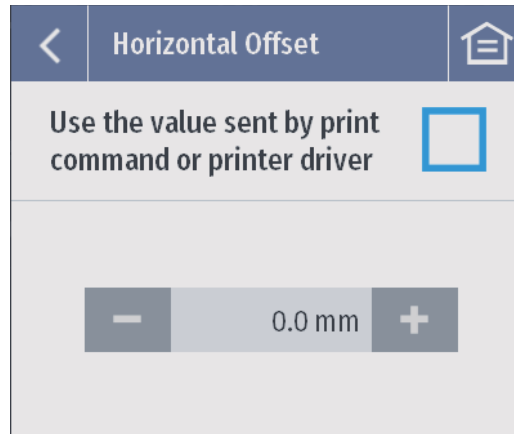 Horizontal Offset
Use the value sent by print
command or printer driver
0.0 mm